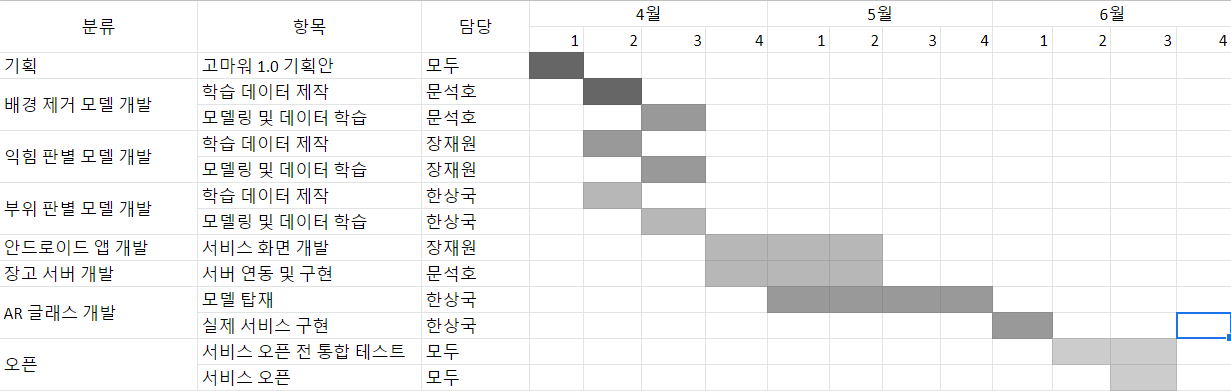 분류 항목 담당 4월 5월 6월
1 2 3 4 1 2 3 4 1 2 3 4
기획 고마워 1.0 기획안 모두
배경 제거 모델 개발 학습 데이터 제작 문석호
모델링 및 데이터 학습 문석호
익힘 판별 모델 개발 학습 데이터 제작 장재원
모델링 및 데이터 학습 장재원
부위 판별 모델 개발 학습 데이터 제작 한상국
모델링 및 데이터 학습 한상국
안드로이드 앱 개발 서비스 화면 개발 장재원
장고 서버 개발 서버 연동 및 구현 문석호
AR 글래스 개발 모델 탑재 한상국
실제 서비스 구현 한상국
오픈 서비스 오픈 전 통합 테스트 모두
서비스 오픈 모두